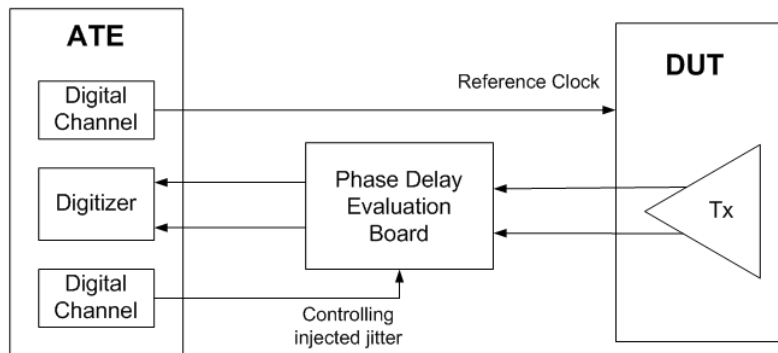 ATE
DUT
Digital
Channel
Reference Clock
Digitizer
Phase Delay
Evaluation
Board
Tx
Digital
Channel
Controlling
injected jitter